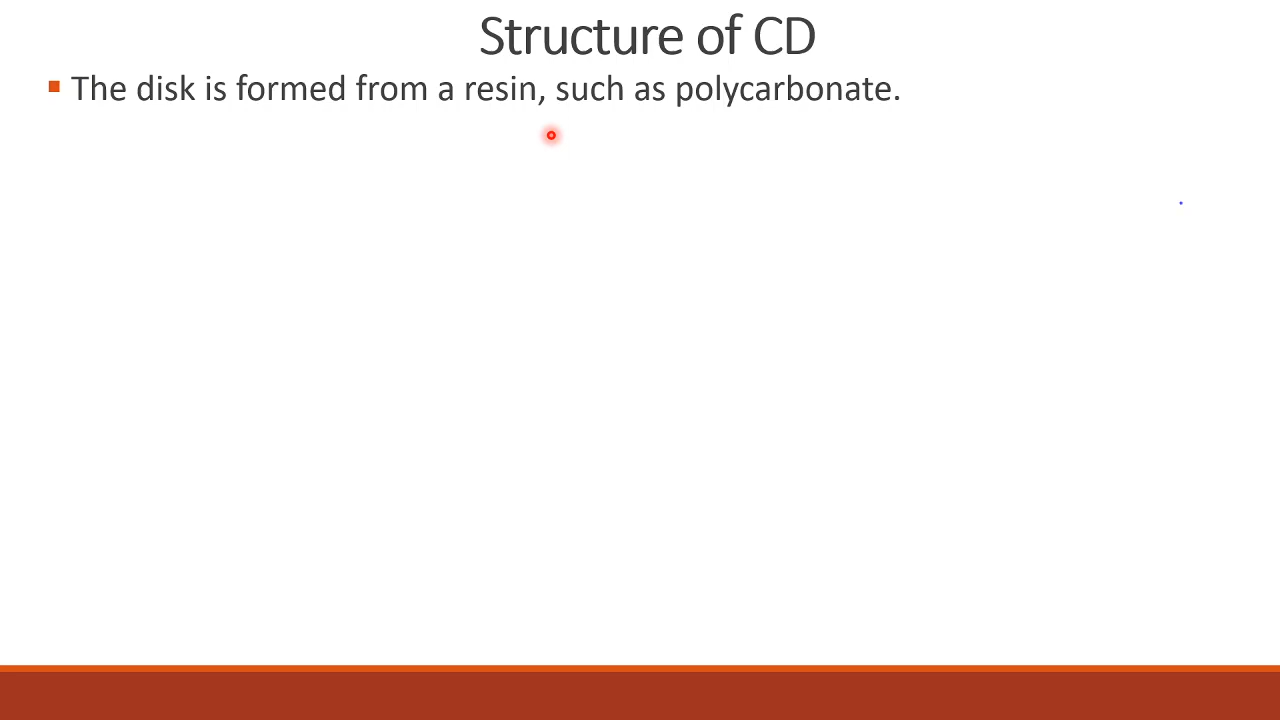 Structure of CD
The disk is formed from a resin, such as polycarbonate.